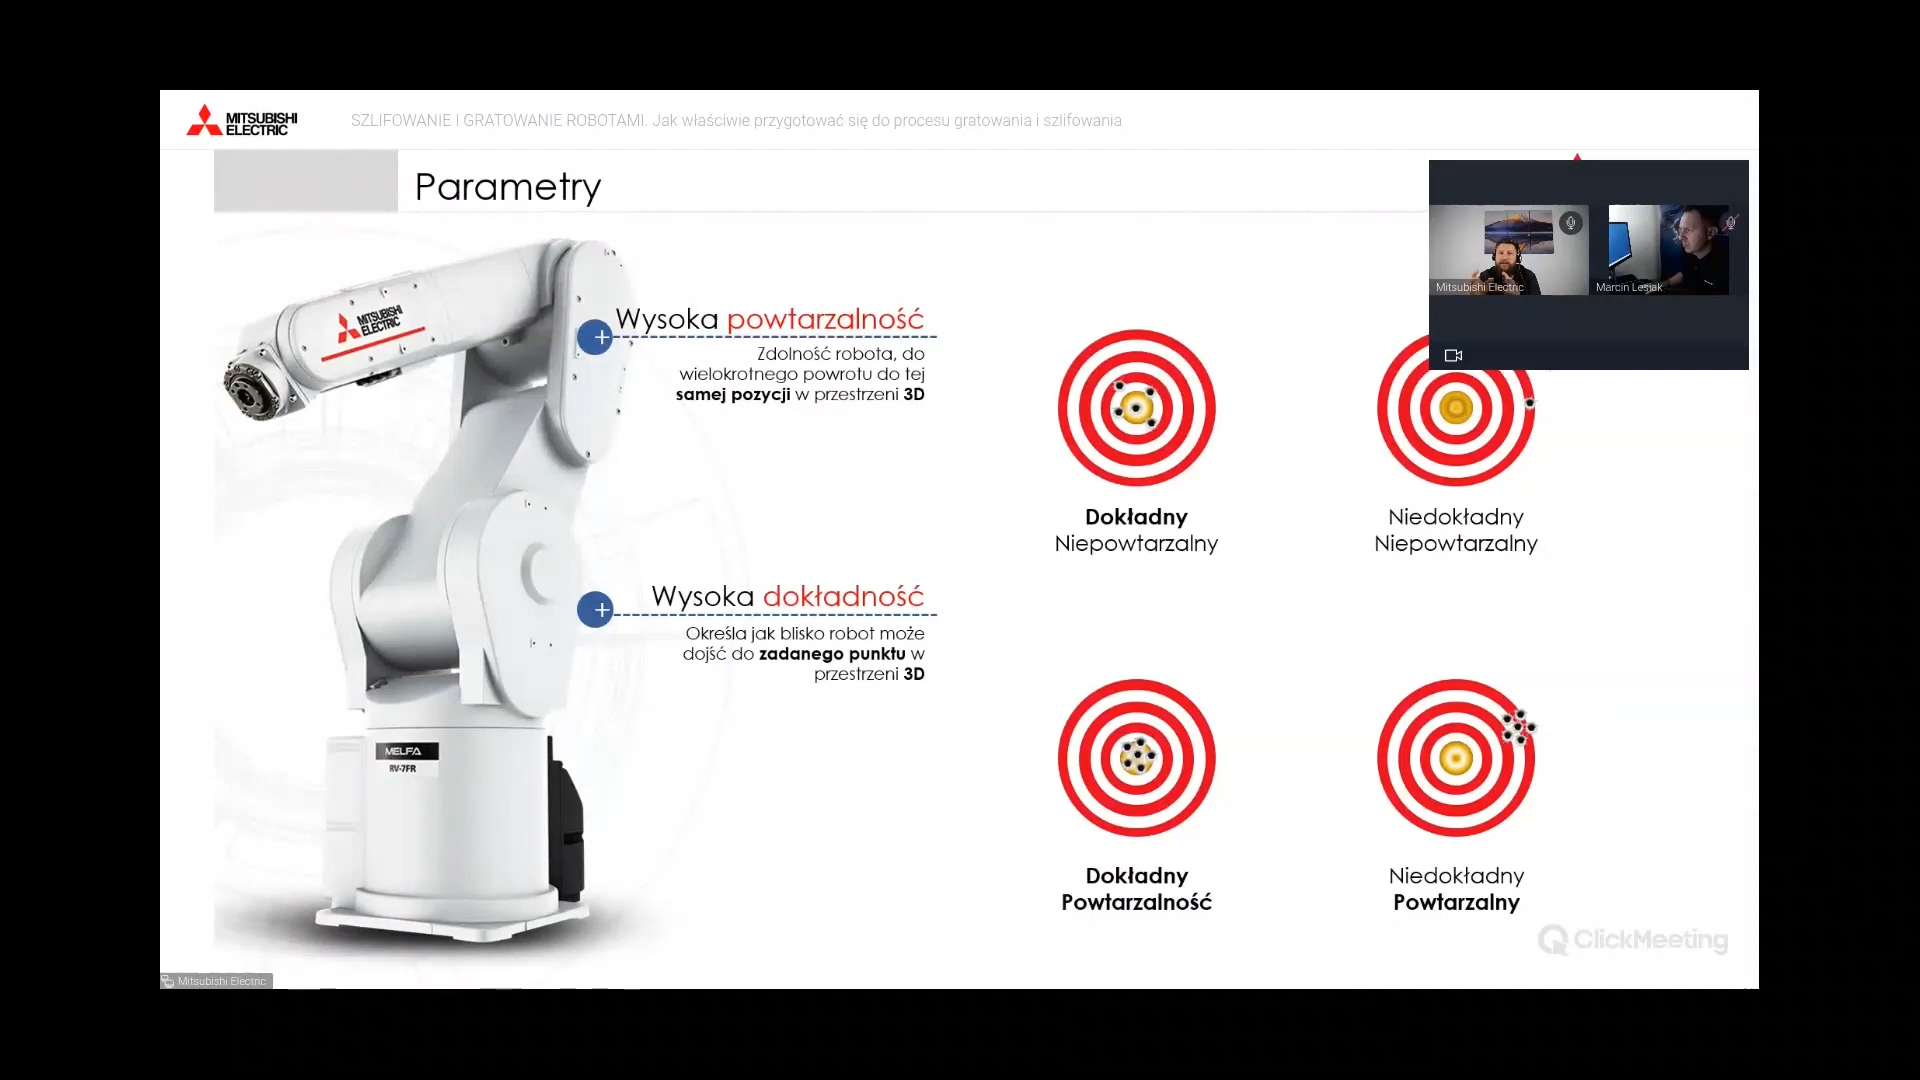 MITSUBISHI
ELECTRIC
SZLIFOWANIE I GRATOWANIE ROBOTAMI. Jak właściwie przygotować się do procesu gratowania i szlifowania
Parametry
Mitsubishi Electric
Marcin Lesiak
MITSUBISHI
ELECTRIC
Wysoka powtarzalność
Zdolność robota, do
wielokrotnego powrotu do tej
samej pozycji w przestrzeni 3D
Dokładny
Niepowtarzalny
Niedokładny
Niepowtarzalny
Wysoka dokładność
Określa jak blisko robot może
dojść do zadanego punktu w
przestrzeni 3D
MELFA
RV-7FR
Dokładny
Powtarzalność
Niedokładny
Powtarzalny
ClickMeeting
Mitsubishi Electric